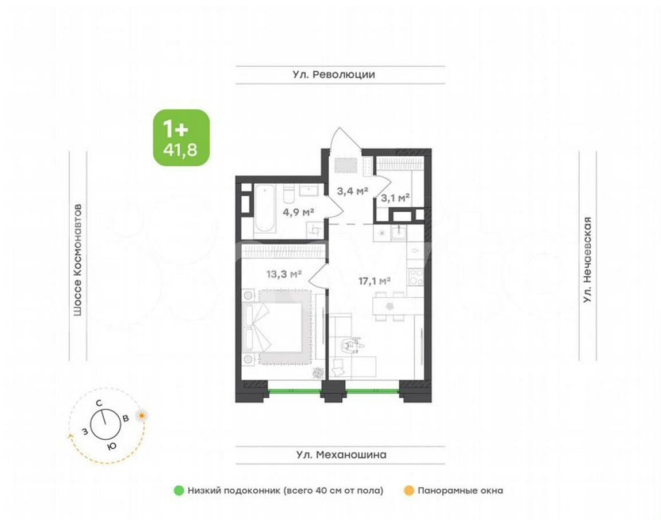 Ул. Революции
1+
41,8
3,4 м²
3,1 м²
4,9 м²
13,3 м²
17,1 м²
Шоссе Космонавтов
Ул. Нечаевская
С
В
З
Ю
Ул. Механошина
Низкий подоконник (всего 40 см от пола)
Панорамные окна